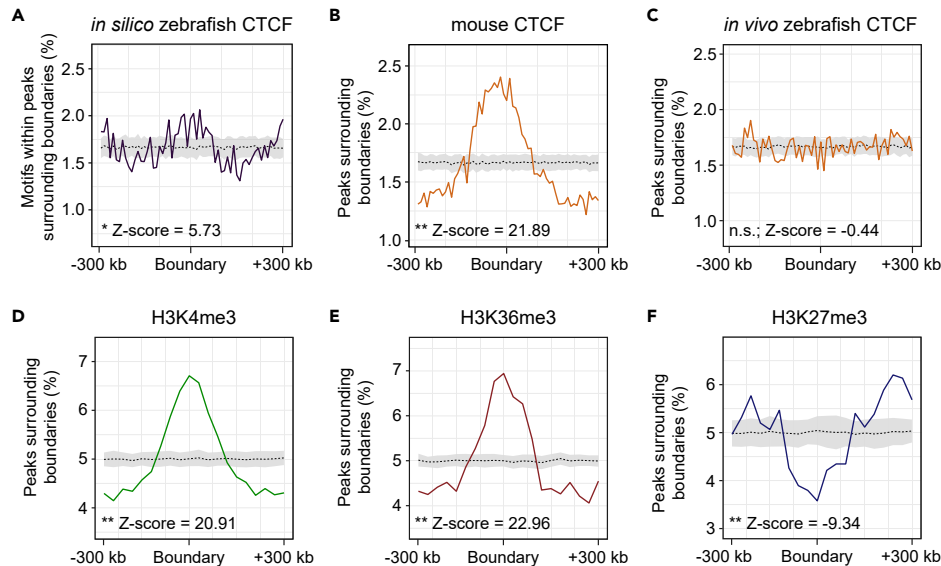 A
in silico zebrafish CTCF
Motifs within peaks
surrounding boundaries (%)
2.5
2.0
1.5
1.0
* Z-score = 5.73
-300 kb
Boundary
+300 kb
B
mouse CTCF
Peaks surrounding
boundaries (%)
2.5
2.0
1.5
1.0
** Z-score = 21.89
-300 kb
Boundary
+300 kb
C
in vivo zebrafish CTCF
Peaks surrounding
boundaries (%)
2.5
2.0
1.5
1.0
n.s.; Z-score = -0.44
-300 kb
Boundary
+300 kb
D
H3K4me3
Peaks surrounding
boundaries (%)
7
6
5
4
** Z-score = 20.91
-300 kb
Boundary
+300 kb
E
H3K36me3
Peaks surrounding
boundaries (%)
7
6
5
4
** Z-score = 22.96
-300 kb
Boundary
+300 kb
F
H3K27me3
Peaks surrounding
boundaries (%)
6
5
4
3
** Z-score = -9.34
-300 kb
Boundary
+300 kb